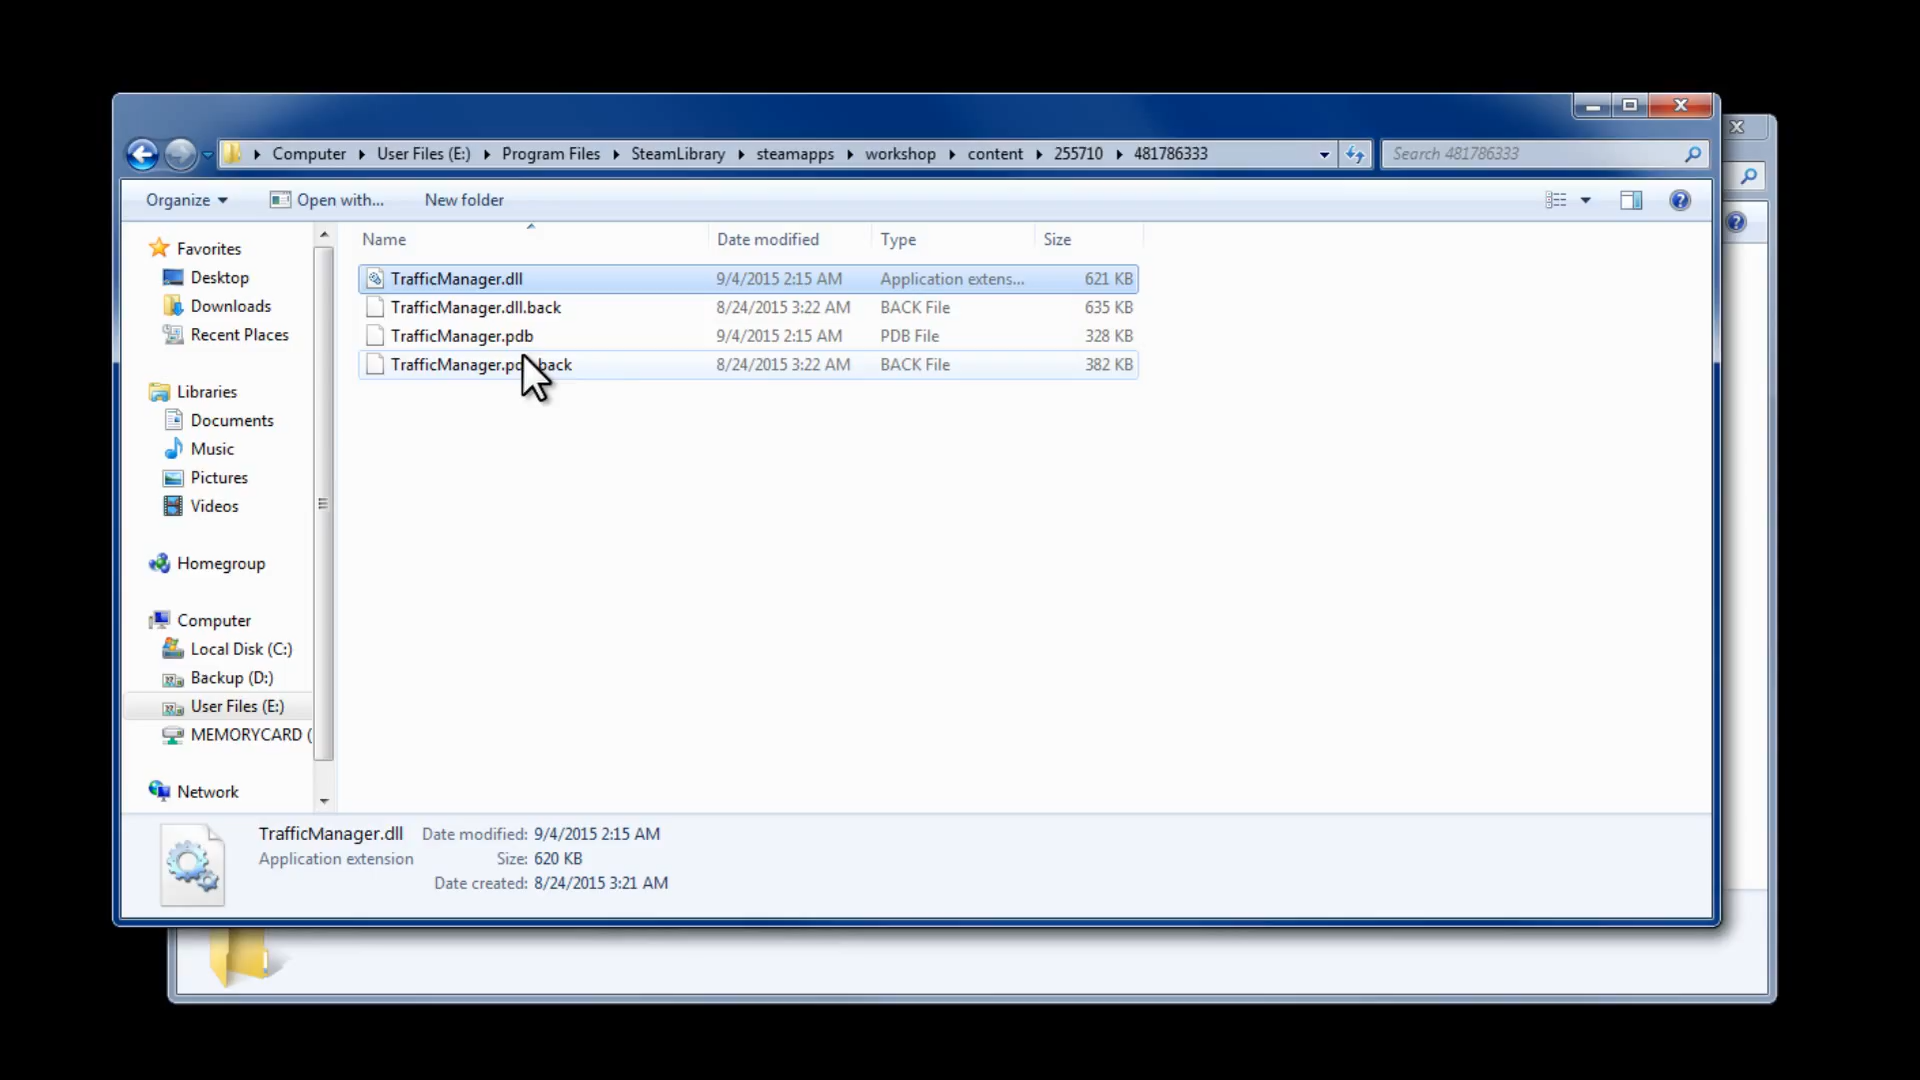 Computer User Files (E:) Program Files SteamLibrary steamapps workshop content 255710 481786333 Search 481786333
Organize Open with... New folder
Name Date modified Type Size
Favorites
Desktop
Downloads
Recent Places
Libraries
Documents
Music
Pictures
Videos
Homegroup
Computer
Local Disk (C:)
Backup (D:)
User Files (E:)
MEMORYCARD (
Network
TrafficManager.dll 9/4/2015 2:15 AM Application extens... 621 KB
TrafficManager.dll.back 8/24/2015 3:22 AM BACK File 635 KB
TrafficManager.pdb 9/4/2015 2:15 AM PDB File 328 KB
TrafficManager.pdb.back 8/24/2015 3:22 AM BACK File 382 KB
TrafficManager.dll Date modified: 9/4/2015 2:15 AM
Application extension Size: 620 KB
Date created: 8/24/2015 3:21 AM